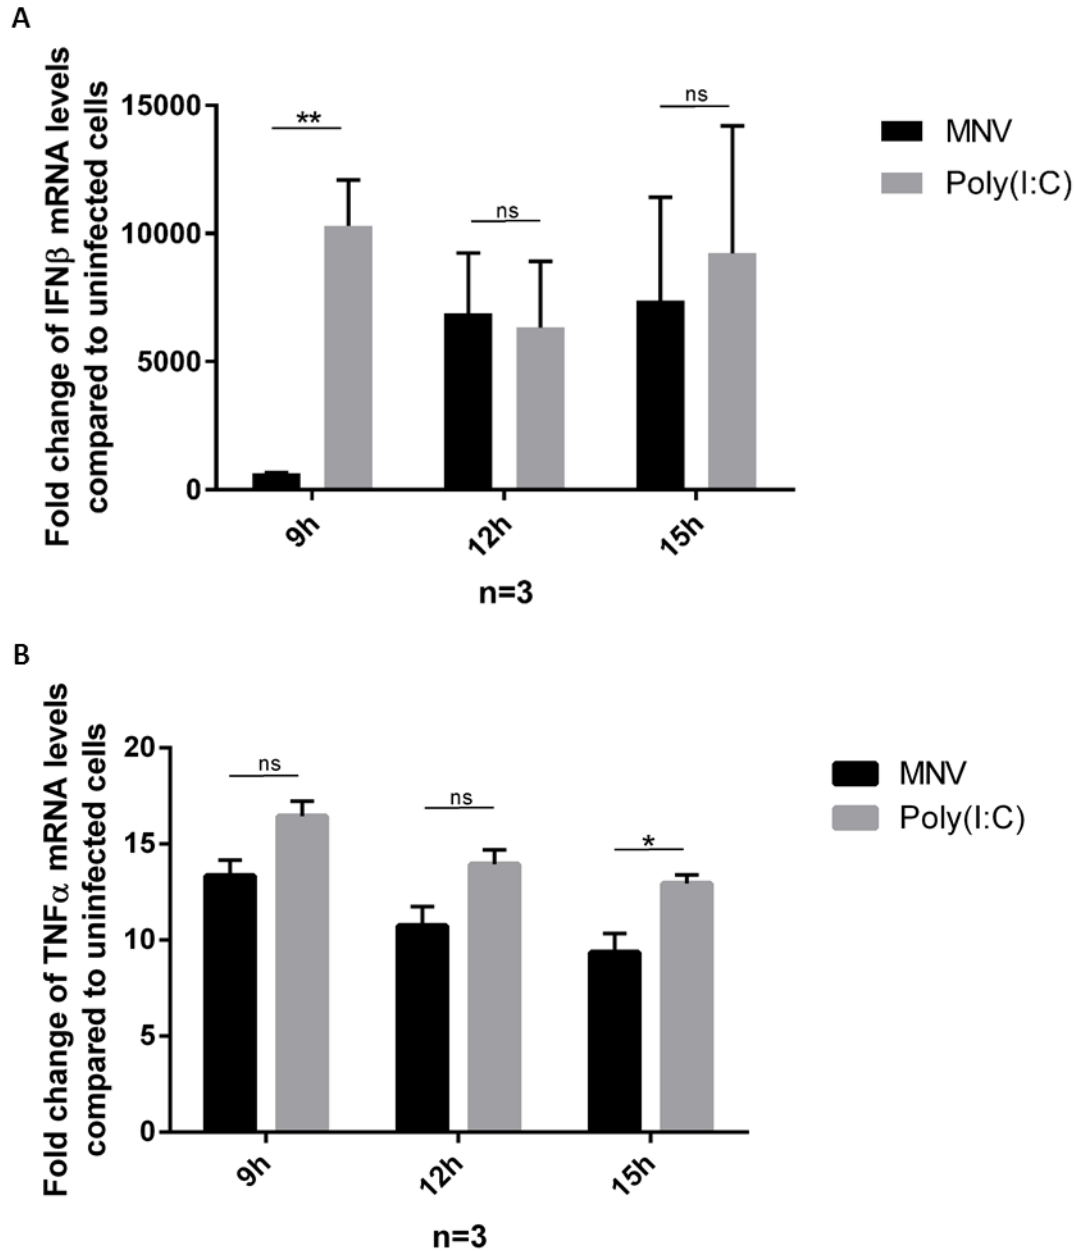 A
Fold change of IFNβ mRNA levels
compared to uninfected cells
15000
10000
5000
0
**
ns
ns
9h
12h
15h
n=3
MNV
Poly(I:C)
B
Fold change of TNFα mRNA levels
compared to uninfected cells
20
15
10
5
0
ns
ns
*
9h
12h
15h
n=3
MNV
Poly(I:C)